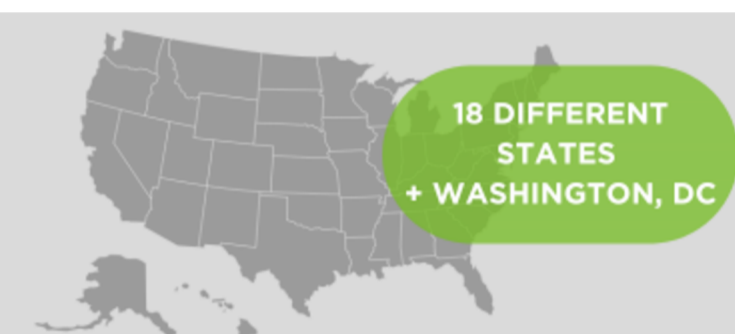 18 DIFFERENT
STATES
+ WASHINGTON, DC